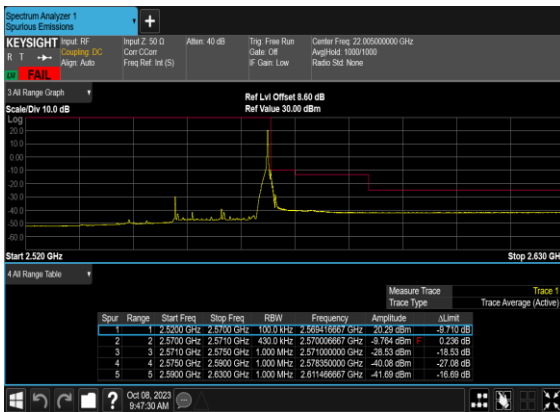 Spectrum Analyzer 1
Spurious Emissions
KEYSIGHT Input: RF Input Z: 50 Ω Atten: 40 dB Trig: Free Run Center Freq: 22.005000000 GHz
R T Coupling: DC Corr CCorr Gate: Off Avg|Hold: 1000/1000
Align: Auto Freq Ref: Int (S) IF Gain: Low Radio Std: None
LV FAIL
3 All Range Graph
Ref Lvl Offset 8.60 dB
Scale/Div 10.0 dB Ref Value 30.00 dBm
Log
20.0
10.0
0.00
-10.0
-20.0
-30.0
-40.0
-50.0
-60.0
Start 2.520 GHz Stop 2.630 GH
4 All Range Table
Measure Trace Trace 1
Trace Type Trace Average (Active)
Spur Range Start Freq Stop Freq RBW Frequency Amplitude ΔLimit
1 1 2.5200 GHz 2.5700 GHz 100.0 kHz 2.569416667 GHz 20.29 dBm -9.710 dB
2 2 2.5700 GHz 2.5710 GHz 430.0 kHz 2.570006667 GHz -9.764 dBm F 0.236 dB
3 3 2.5710 GHz 2.5750 GHz 1.000 MHz 2.571000000 GHz -28.53 dBm -18.53 dB
4 4 2.5750 GHz 2.5900 GHz 1.000 MHz 2.578350000 GHz -40.08 dBm -27.08 dB
5 5 2.5900 GHz 2.6300 GHz 1.000 MHz 2.611466667 GHz -41.69 dBm -16.69 dB
Oct 08, 2023
9:47:30 AM